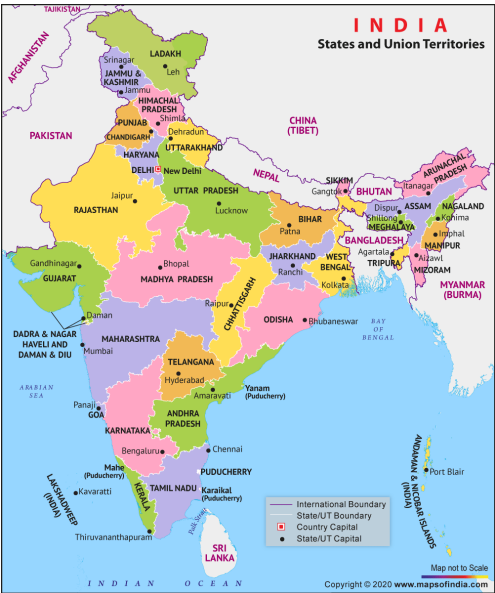 TAJIKISTAN
INDIA
States and Union Territories
AFGHANISTAN
LADAKH
Srinagar
Leh
JAMMU &
KASHMIR
Jammu
HIMACHAL
PRADESH
Shimla
PUNJAB
CHANDIGARH
Dehradun
UTTARAKHAND
PAKISTAN
CHINA
(TIBET)
HARYANA
DELHI
New Delhi
NEPAL
ARUNACHAL
PRADESH
Itanagar
SIKKIM
Gangtok
BHUTAN
UTTAR PRADESH
Lucknow
Jaipur
RAJASTHAN
Dispur
ASSAM
NAGALAND
Shillong
MEGHALAYA
Kohima
BIHAR
Patna
Imphal
MANIPUR
BANGLADESH
Agartala
TRIPURA
Aizawl
MIZORAM
Gandhinagar
GUJARAT
Bhopal
MADHYA PRADESH
JHARKHAND
Ranchi
WEST
BENGAL
Kolkata
MYANMAR
(BURMA)
Raipur
CHHATTISGARH
Daman
DADRA & NAGAR
HAVELI AND
DAMAN & DIU
Mumbai
MAHARASHTRA
ODISHA
Bhubaneswar
BAY
OF
BENGAL
TELANGANA
Hyderabad
ARABIAN
SEA
Yanam
(Puducherry)
Amaravati
Panaji
GOA
ANDHRA
PRADESH
KARNATAKA
Bengaluru
Chennai
Mahe
(Puducherry)
PUDUCHERRY
LAKSHADWEEP
(INDIA)
Kavaratti
KERALA
TAMIL NADU
Karaikal
(Puducherry)
ANDAMAN & NICOBAR ISLANDS
(INDIA)
Port Blair
Palk Strait
Thiruvananthapuram
SRI
LANKA
International Boundary
State/UT Boundary
Country Capital
State/UT Capital
Map not to Scale
INDIAN OCEAN
Copyright © 2020 www.mapsofindia.com